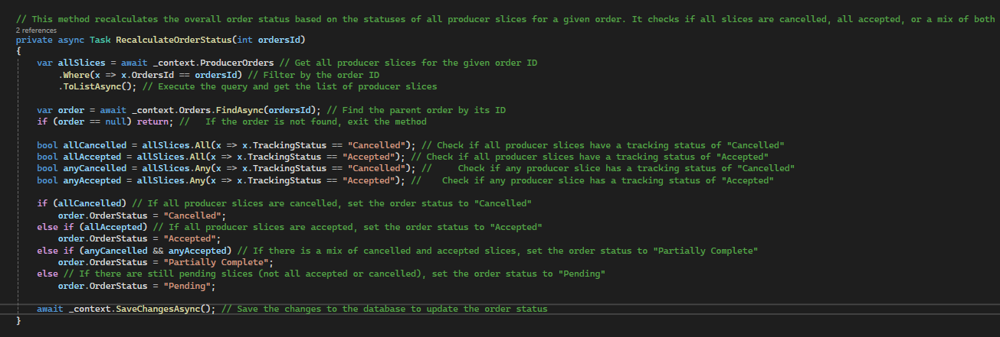 // This method recalculates the overall order status based on the statuses of all producer slices for a given order. It checks if all slices are cancelled, all accepted, or a mix of both
2 references
private async Task RecalculateOrderStatus(int ordersId)
{
var allSlices = await _context.ProducerOrders // Get all producer slices for the given order ID
.Where(x => x.OrdersId == ordersId) // Filter by the order ID
.ToListAsync(); // Execute the query and get the list of producer slices
var order = await _context.Orders.FindAsync(ordersId); // Find the parent order by its ID
if (order == null) return; //   If the order is not found, exit the method
bool allCancelled = allSlices.All(x => x.TrackingStatus == "Cancelled"); // Check if all producer slices have a tracking status of "Cancelled"
bool allAccepted = allSlices.All(x => x.TrackingStatus == "Accepted"); // Check if all producer slices have a tracking status of "Accepted"
bool anyCancelled = allSlices.Any(x => x.TrackingStatus == "Cancelled"); //     Check if any producer slice has a tracking status of "Cancelled"
bool anyAccepted = allSlices.Any(x => x.TrackingStatus == "Accepted"); //    Check if any producer slice has a tracking status of "Accepted"
if (allCancelled) // If all producer slices are cancelled, set the order status to "Cancelled"
order.OrderStatus = "Cancelled";
else if (allAccepted) // If all producer slices are accepted, set the order status to "Accepted"
order.OrderStatus = "Accepted";
else if (anyCancelled && anyAccepted) // If there is a mix of cancelled and accepted slices, set the order status to "Partially Complete"
order.OrderStatus = "Partially Complete";
else // If there are still pending slices (not all accepted or cancelled), set the order status to "Pending"
order.OrderStatus = "Pending";
await _context.SaveChangesAsync(); // Save the changes to the database to update the order status
}